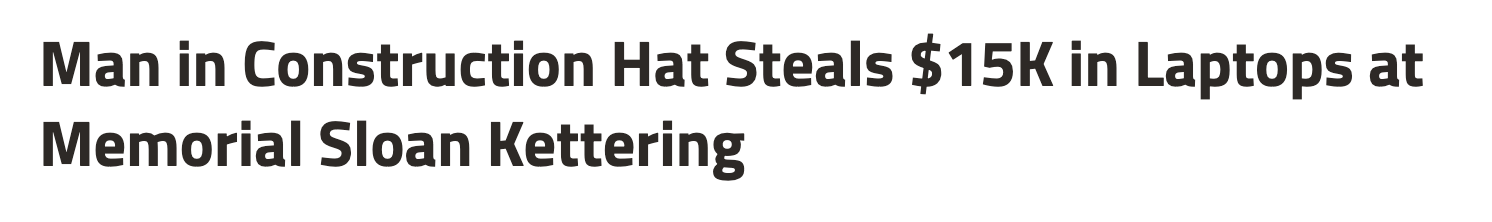 Man in Construction Hat Steals $15K in Laptops at
Memorial Sloan Kettering